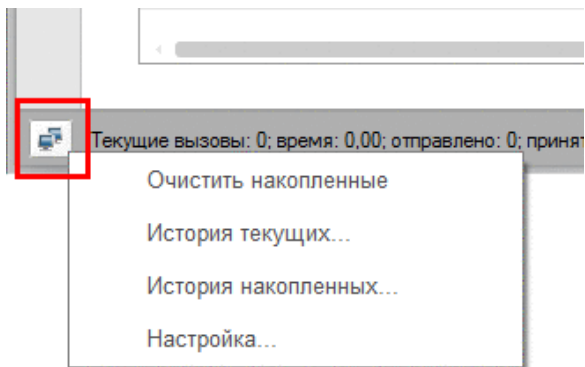 Текущие вызовы: 0; время: 0,00; отправлено: 0; принят
Очистить накопленные
История текущих...
История накопленных...
Настройка...